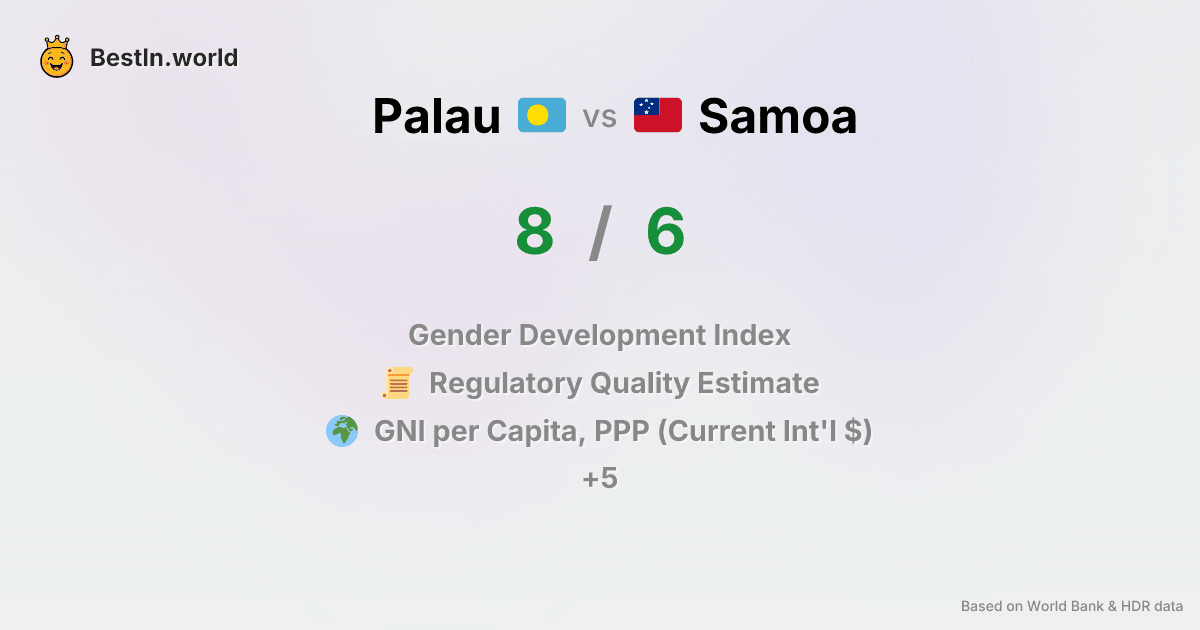 BestIn.world
Palau vs Samoa
8 / 6
Gender Development Index
Regulatory Quality Estimate
GNI per Capita, PPP (Current Int'l $)
+5
Based on World Bank & HDR data